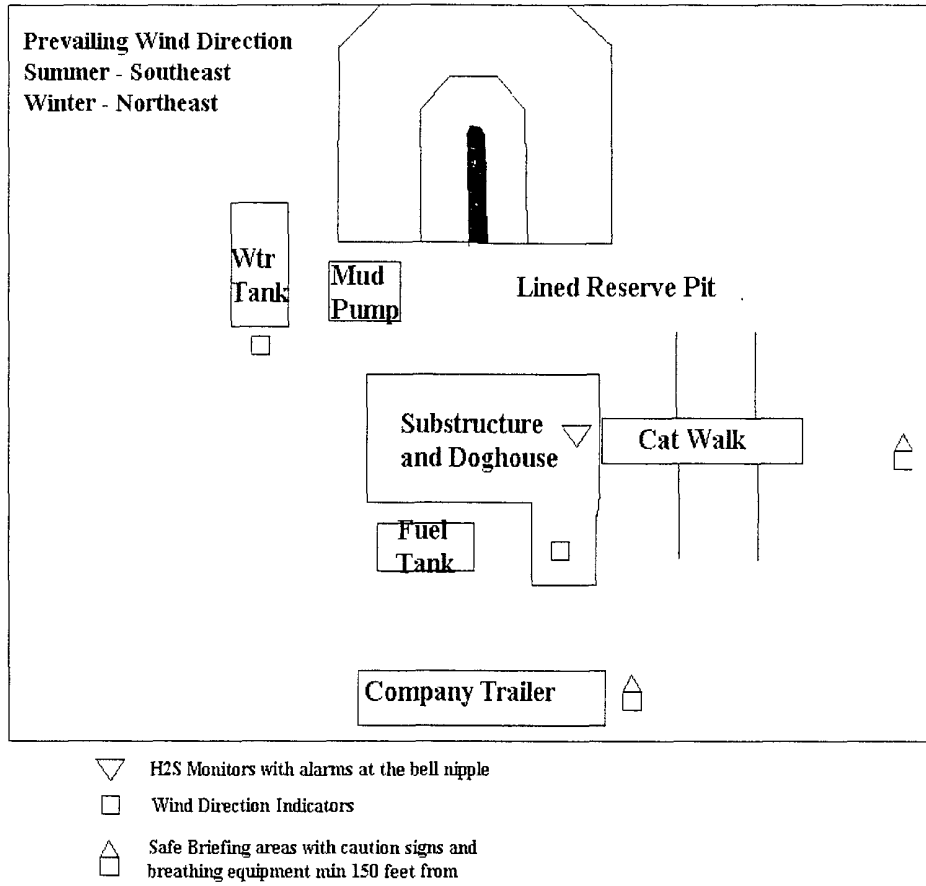 Prevailing Wind Direction
Summer - Southeast
Winter - Northeast
Wtr
Tank
Mud
Pump
Lined Reserve Pit
Substructure
and Doghouse
Cat Walk
Fuel
Tank
Company Trailer
H2S Monitors with alarms at the bell nipple
Wind Direction Indicators
Safe Briefing areas with caution signs and
breathing equipment min 150 feet from